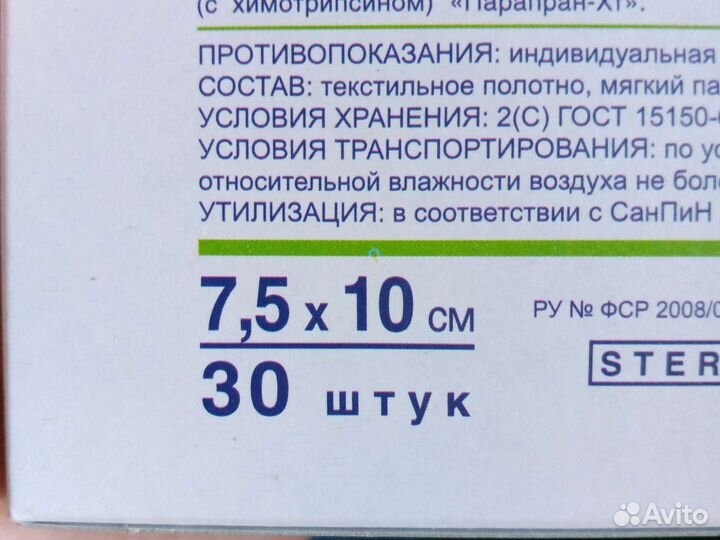 (с химотрипсином) «Парапран-ХТ».
ПРОТИВОПОКАЗАНИЯ: индивидуальная
СОСТАВ: текстильное полотно, мягкий па
УСЛОВИЯ ХРАНЕНИЯ: 2(С) ГОСТ 15150-
УСЛОВИЯ ТРАНСПОРТИРОВАНИЯ: по ус
относительной влажности воздуха не бол
УТИЛИЗАЦИЯ: в соответствии с СанПиН
7,5 х 10 см
РУ № ФСР 2008/0
STER
30 штук
Avito